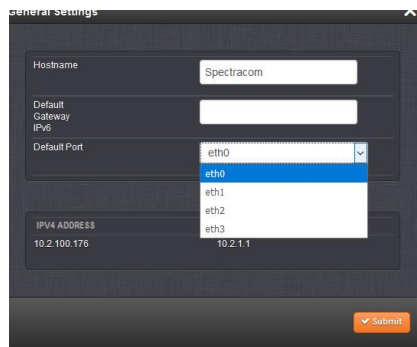 General Settings
Hostname
Spectracom
Default
Gateway
IPv6
Default Port
eth0
eth0
eth1
eth2
eth3
IPV4 ADDRESS
10.2.100.176 10.2.1.1
Submit